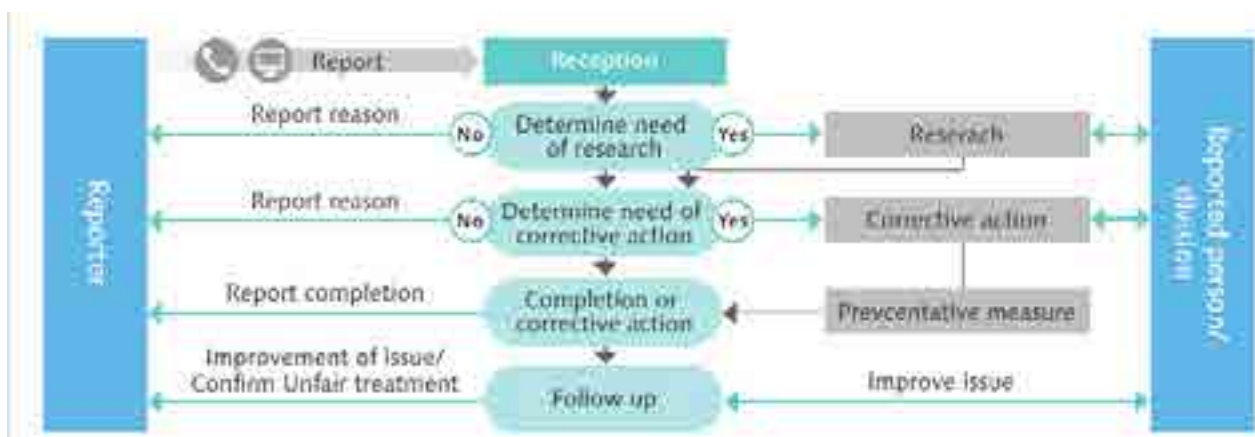 Reporter
Report
Reception
Report reason
No
Determine need
of research
Yes
Reserach
Report reason
No
Determine need of
corrective action
Yes
Corrective action
Report completion
Completion or
corrective action
Prevcentative measure
Improvement of issue/
Confirm Unfair treatment
Follow up
Improve issue
Reported person/
division